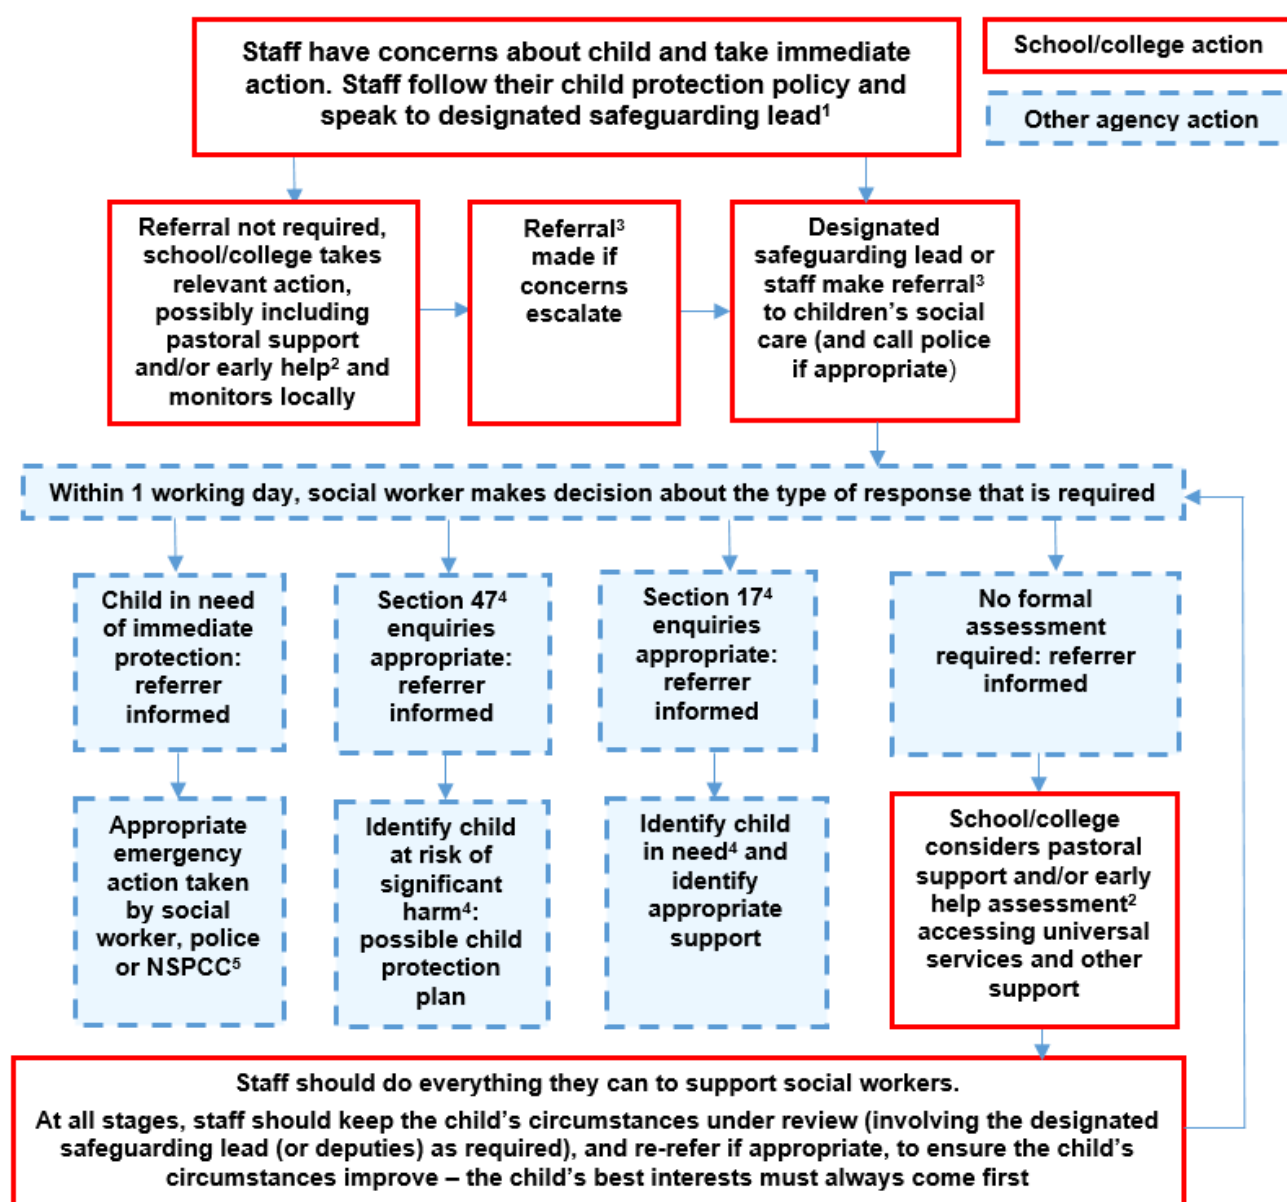 Staff have concerns about child and take immediate
action. Staff follow their child protection policy and
speak to designated safeguarding lead¹
School/college action
Other agency action
Referral not required,
school/college takes
relevant action,
possibly including
pastoral support
and/or early help² and
monitors locally
Referral³
made if
concerns
escalate
Designated
safeguarding lead or
staff make referral³
to children’s social
care (and call police
if appropriate)
Within 1 working day, social worker makes decision about the type of response that is required
Child in need
of immediate
protection:
referrer
informed
Section 47⁴
enquiries
appropriate:
referrer
informed
Section 17⁴
enquiries
appropriate:
referrer
informed
No formal
assessment
required: referrer
informed
Appropriate
emergency
action taken
by social
worker, police
or NSPCC⁵
Identify child
at risk of
significant
harm⁴:
possible child
protection
plan
Identify child
in need⁴ and
identify
appropriate
support
School/college
considers pastoral
support and/or early
help assessment²
accessing universal
services and other
support
Staff should do everything they can to support social workers.
At all stages, staff should keep the child’s circumstances under review (involving the designated
safeguarding lead (or deputies) as required), and re-refer if appropriate, to ensure the child’s
circumstances improve – the child’s best interests must always come first